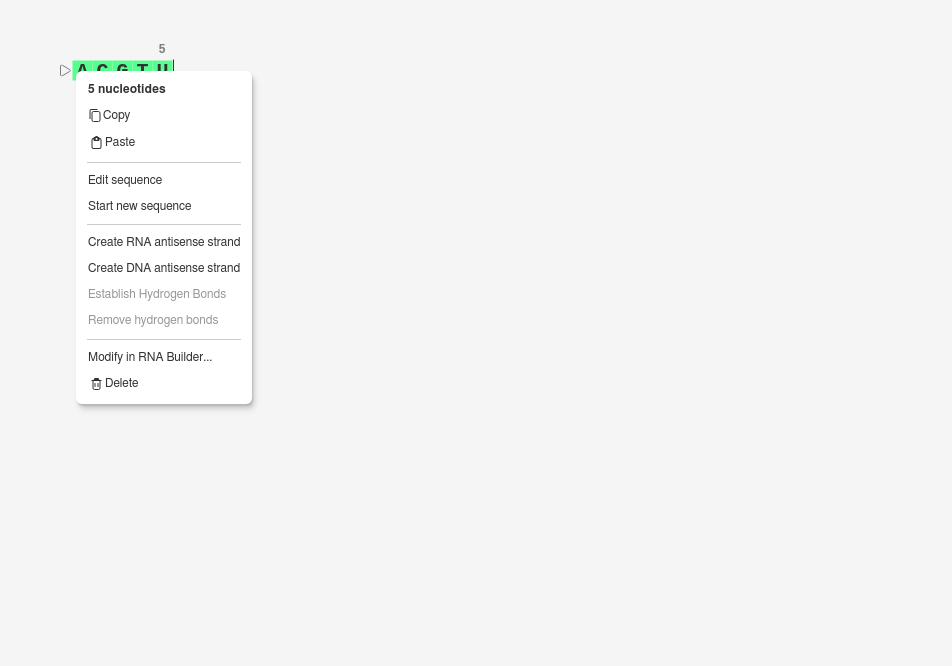 5
A C G T U
5 nucleotides
Copy
Paste
Edit sequence
Start new sequence
Create RNA antisense strand
Create DNA antisense strand
Establish Hydrogen Bonds
Remove hydrogen bonds
Modify in RNA Builder...
Delete